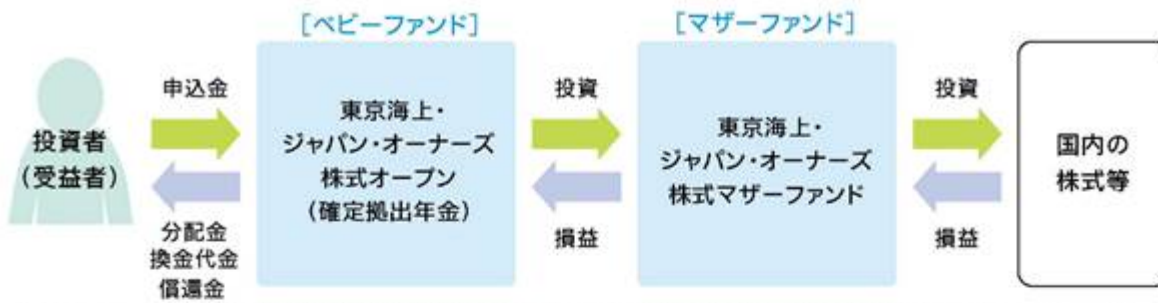 [ベビーファンド]
[マザーファンド]
投資者
(受益者)
申込金
分配金
換金代金
償還金
東京海上・
ジャパン・オーナーズ
株式オープン
(確定拠出年金)
投資
損益
東京海上・
ジャパン・オーナーズ
株式マザーファンド
投資
損益
国内の
株式等